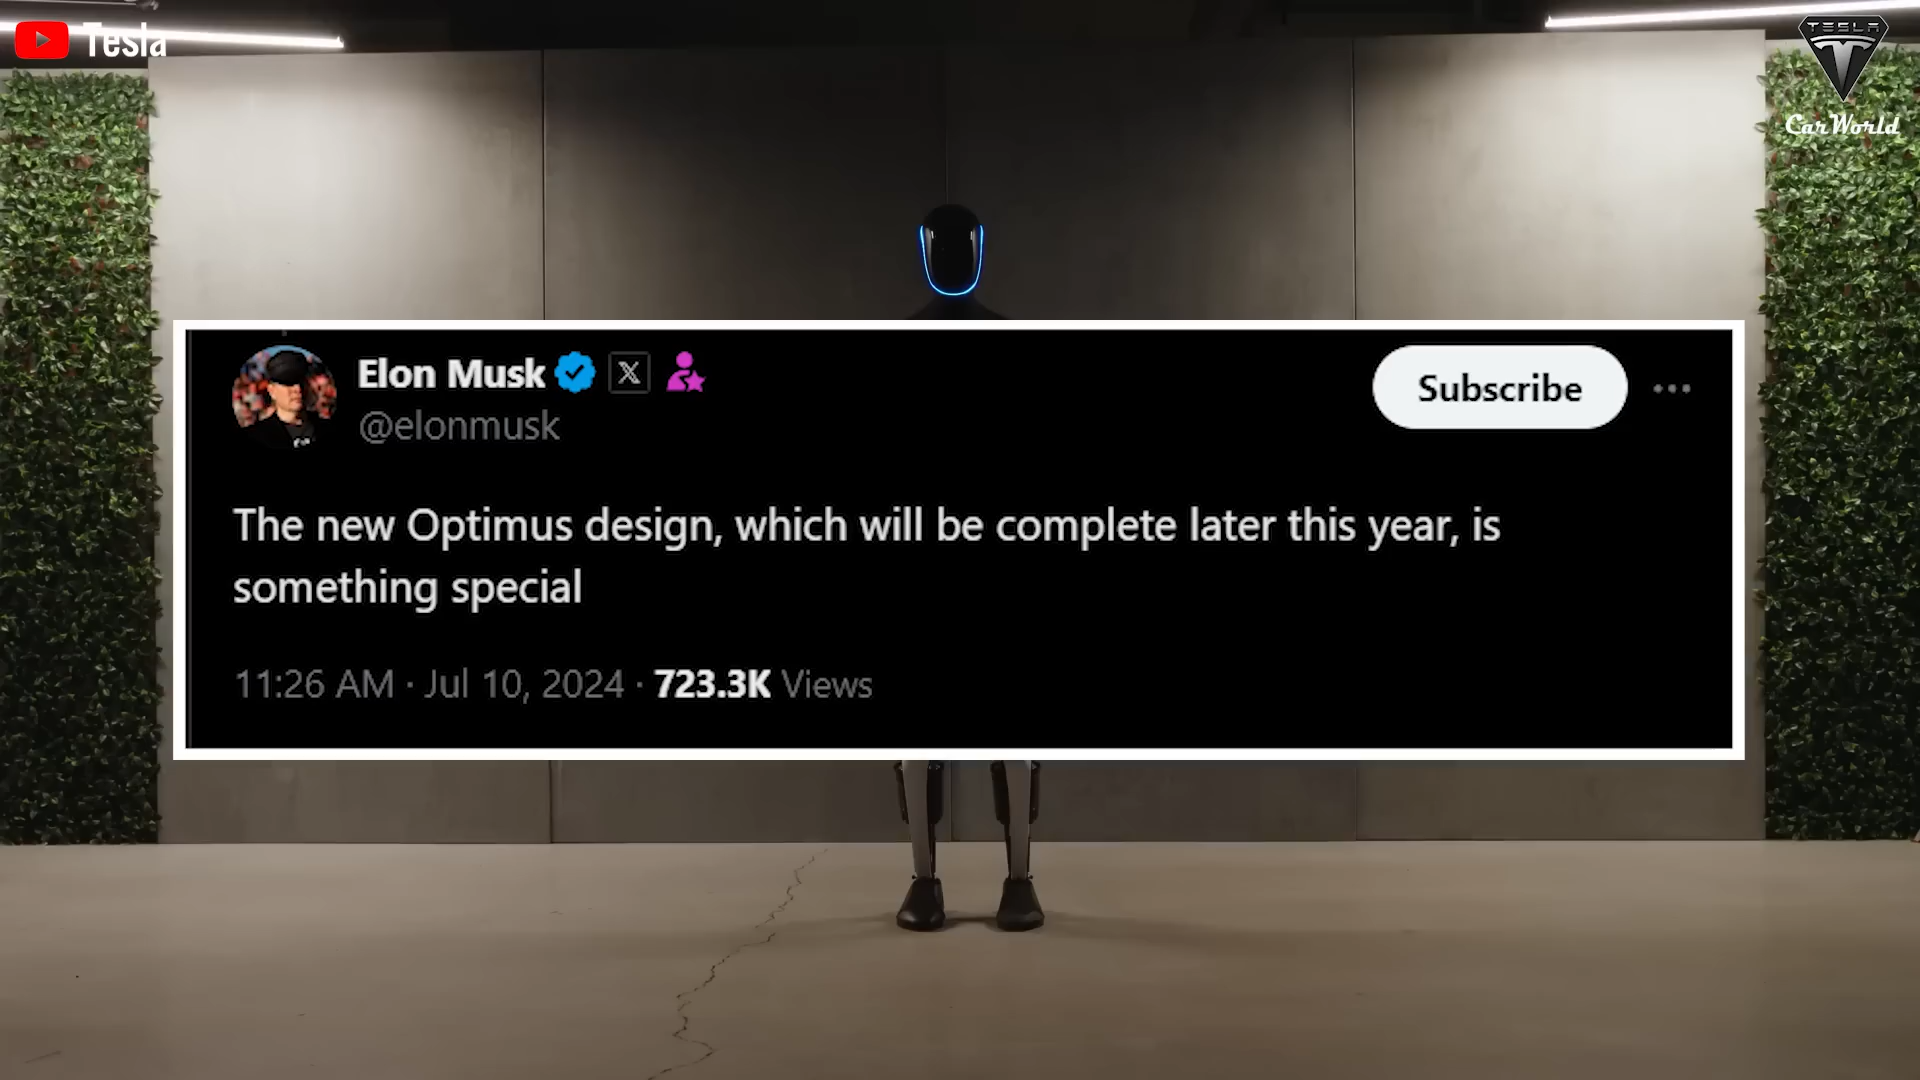 Tesla
TESLA
Car World
Elon Musk
@elonmusk
Subscribe
The new Optimus design, which will be complete later this year, is
something special
11:26 AM · Jul 10, 2024 · 723.3K Views